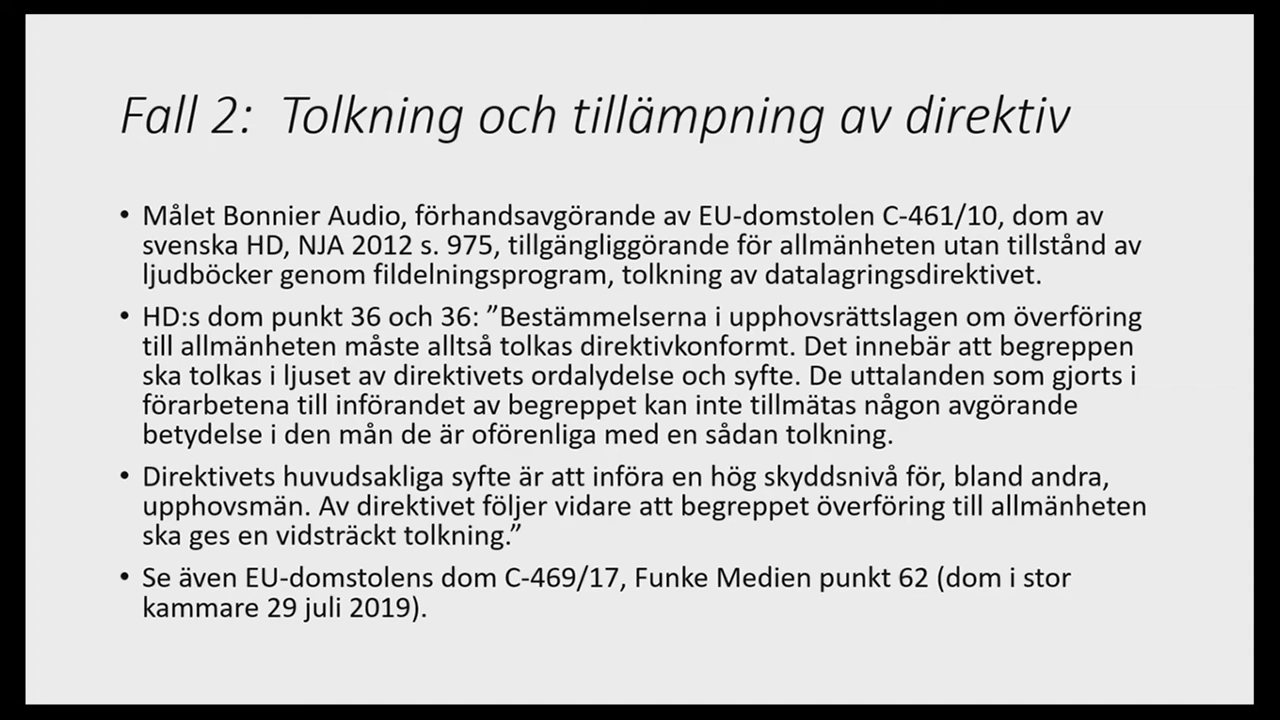 Fall 2: Tolkning och tillämpning av direktiv
• Målet Bonnier Audio, förhandsavgörande av EU-domstolen C-461/10, dom av
svenska HD, NJA 2012 s. 975, tillgängliggörande för allmänheten utan tillstånd av
ljudböcker genom fildelningsprogram, tolkning av datalagringsdirektivet.
• HD:s dom punkt 36 och 36: ”Bestämmelserna i upphovsrättslagen om överföring
till allmänheten måste alltså tolkas direktivkonformt. Det innebär att begreppen
ska tolkas i ljuset av direktivets ordalydelse och syfte. De uttalanden som gjorts i
förarbetena till införandet av begreppet kan inte tillmätas någon avgörande
betydelse i den mån de är oförenliga med en sådan tolkning.
• Direktivets huvudsakliga syfte är att införa en hög skyddsnivå för, bland andra,
upphovsmän. Av direktivet följer vidare att begreppet överföring till allmänheten
ska ges en vidsträckt tolkning.”
• Se även EU-domstolens dom C-469/17, Funke Medien punkt 62 (dom i stor
kammare 29 juli 2019).